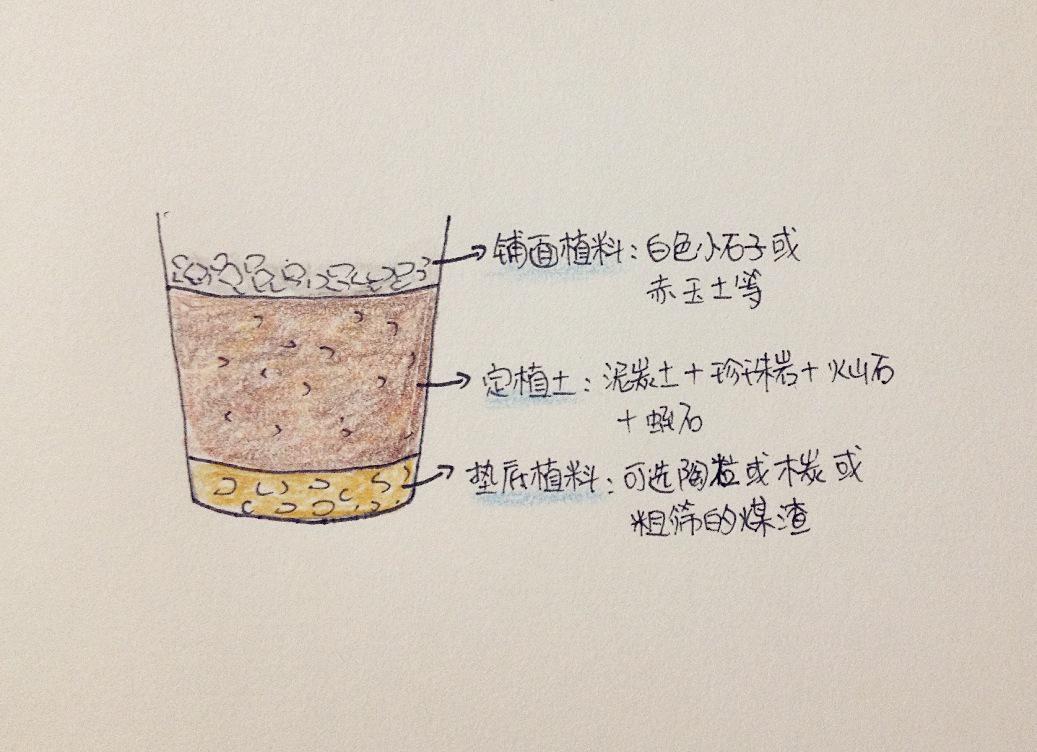 铺面植料：白色小石子或
赤玉土等
定植土：泥炭土+珍珠岩+火山石
+蛭石
垫底植料：可选陶粒或木炭或
粗筛的煤渣